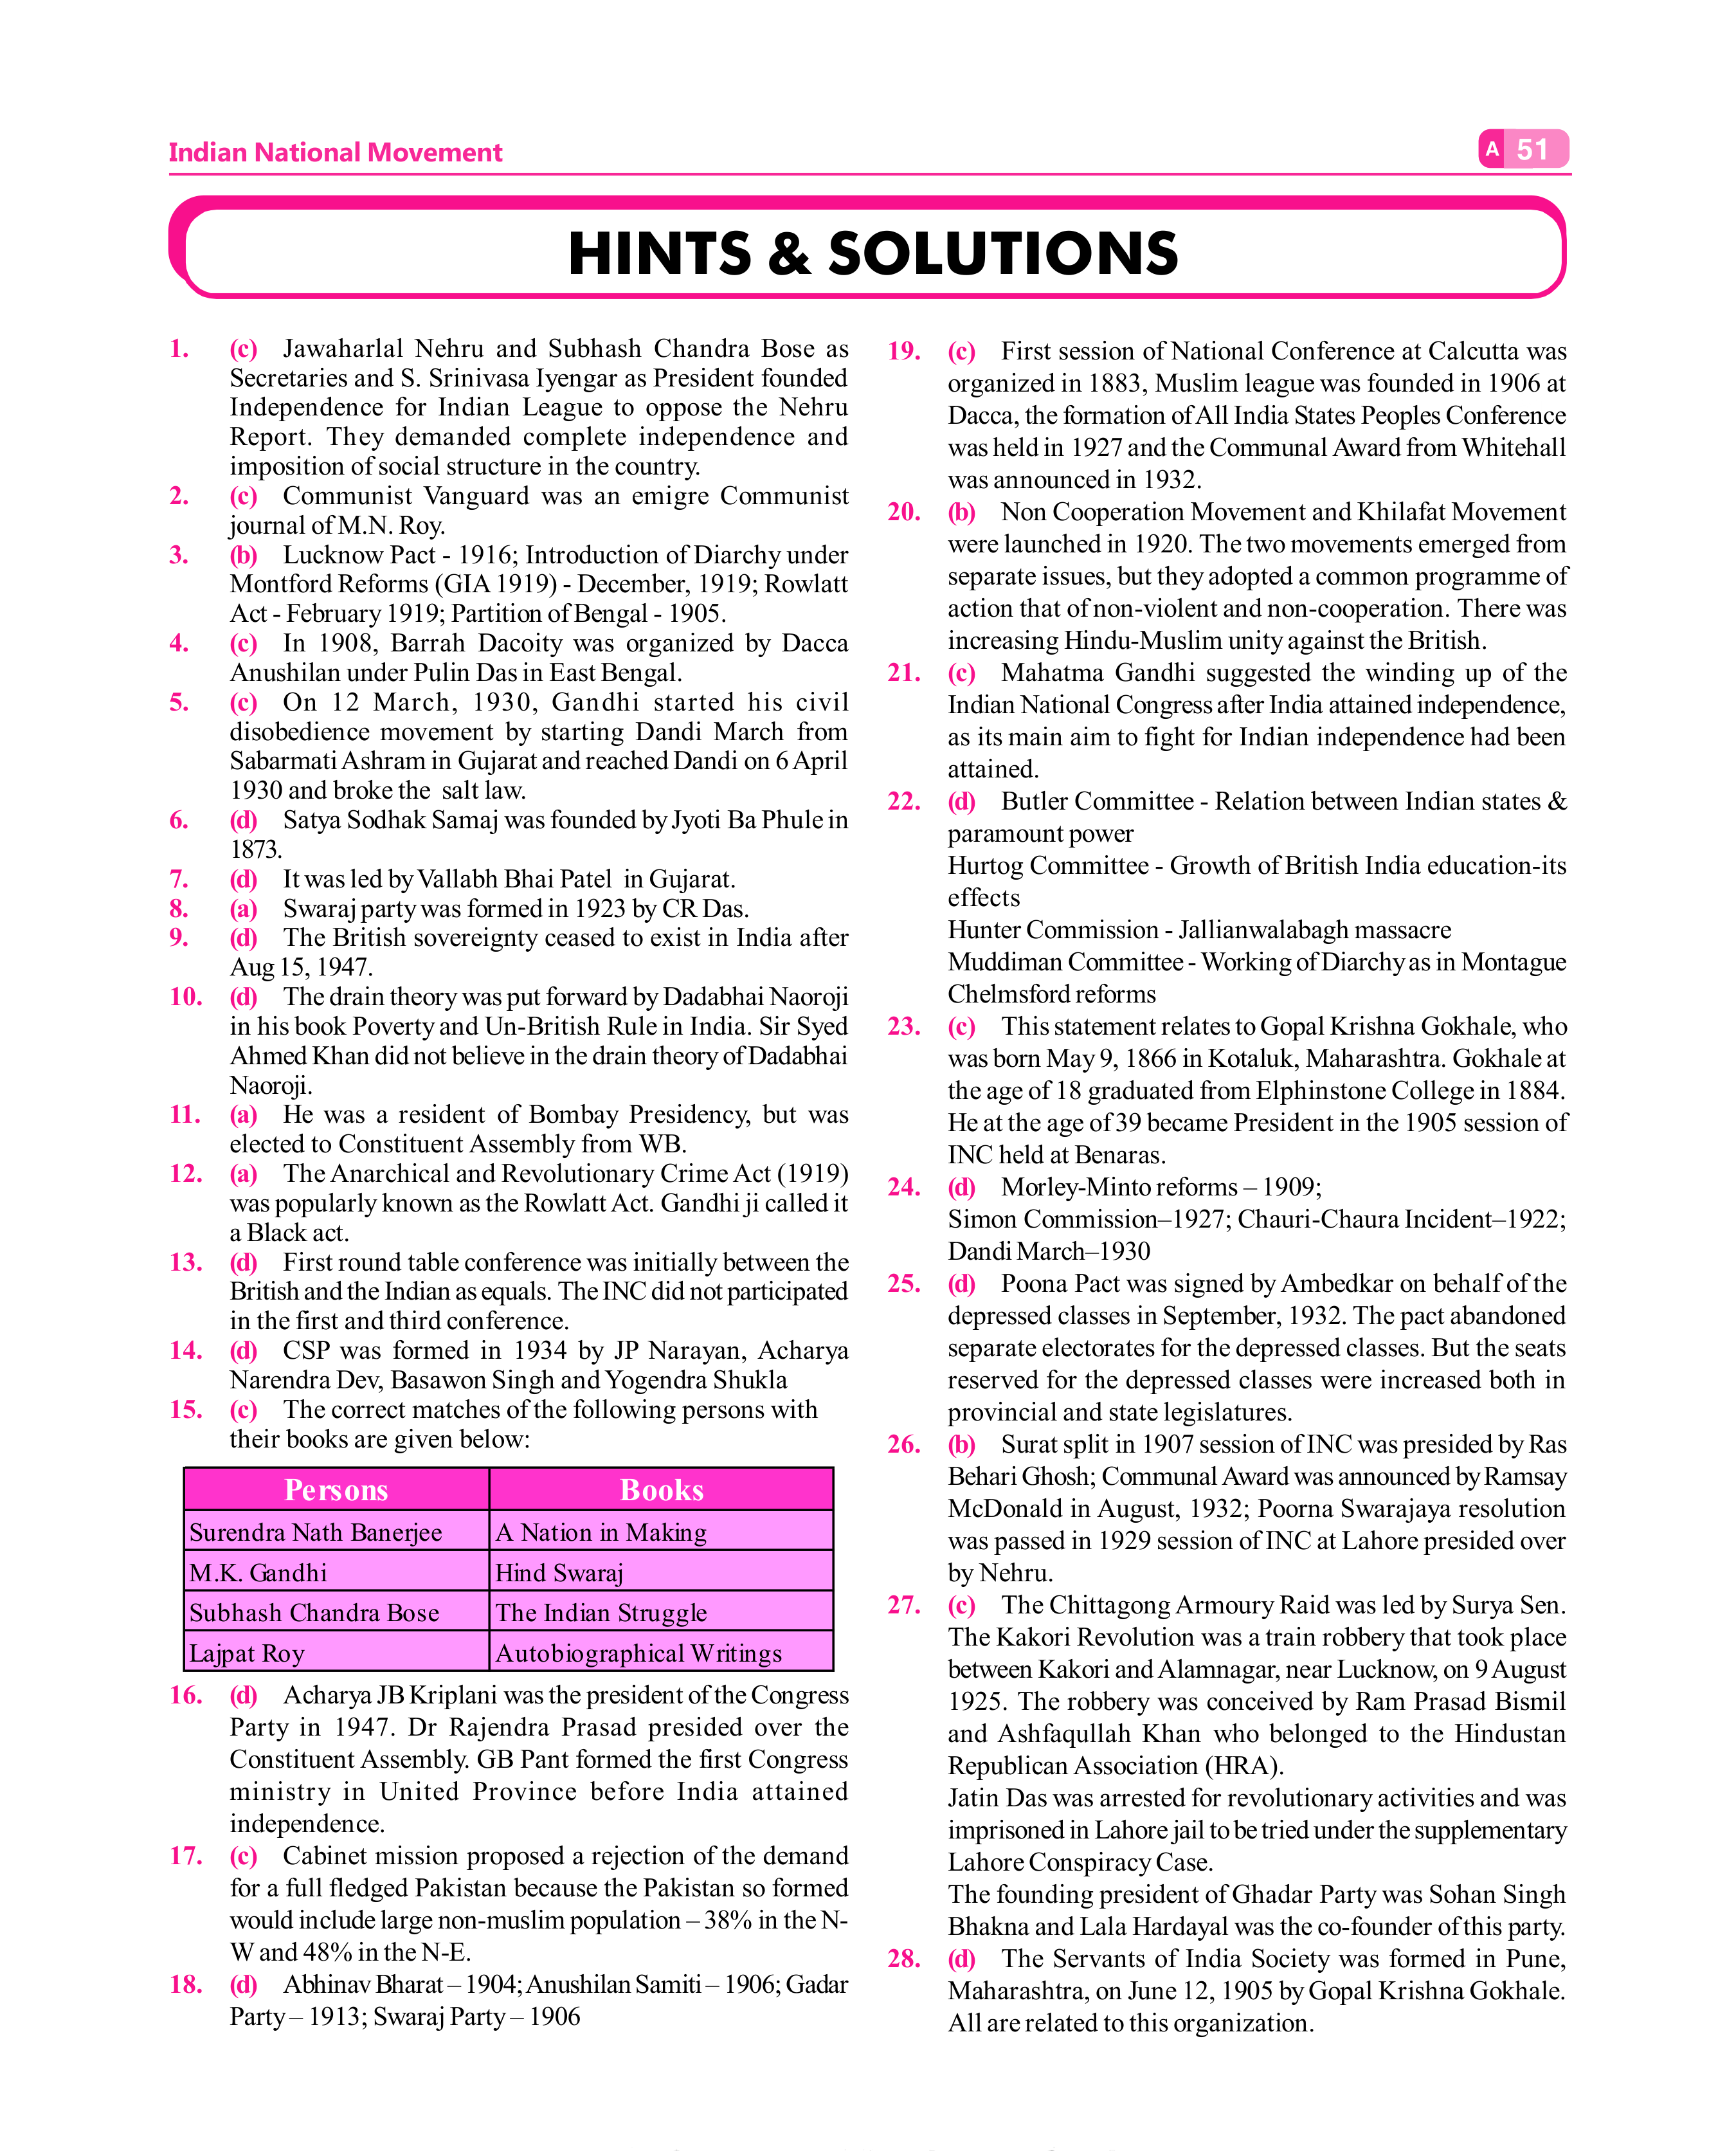 Indian National Movement
A 51
HINTS & SOLUTIONS
1. (c) Jawaharlal Nehru and Subhash Chandra Bose as
Secretaries and S. Srinivasa Iyengar as President founded
Independence for Indian League to oppose the Nehru
Report. They demanded complete independence and
imposition of social structure in the country.
2. (c) Communist Vanguard was an emigre Communist
journal of M.N. Roy.
3. (b) Lucknow Pact - 1916; Introduction of Diarchy under
Montford Reforms (GIA 1919) - December, 1919; Rowlatt
Act - February 1919; Partition of Bengal - 1905.
4. (c) In 1908, Barrah Dacoity was organized by Dacca
Anushilan under Pulin Das in East Bengal.
5. (c) On 12 March, 1930, Gandhi started his civil
disobedience movement by starting Dandi March from
Sabarmati Ashram in Gujarat and reached Dandi on 6 April
1930 and broke the salt law.
6. (d) Satya Sodhak Samaj was founded by Jyoti Ba Phule in
1873.
7. (d) It was led by Vallabh Bhai Patel in Gujarat.
8. (a) Swaraj party was formed in 1923 by CR Das.
9. (d) The British sovereignty ceased to exist in India after
Aug 15, 1947.
10. (d) The drain theory was put forward by Dadabhai Naoroji
in his book Poverty and Un-British Rule in India. Sir Syed
Ahmed Khan did not believe in the drain theory of Dadabhai
Naoroji.
11. (a) He was a resident of Bombay Presidency, but was
elected to Constituent Assembly from WB.
12. (a) The Anarchical and Revolutionary Crime Act (1919)
was popularly known as the Rowlatt Act. Gandhi ji called it
a Black act.
13. (d) First round table conference was initially between the
British and the Indian as equals. The INC did not participated
in the first and third conference.
14. (d) CSP was formed in 1934 by JP Narayan, Acharya
Narendra Dev, Basawon Singh and Yogendra Shukla
15. (c) The correct matches of the following persons with
their books are given below:
Persons Books
Surendra Nath Banerjee A Nation in Making
M.K. Gandhi Hind Swaraj
Subhash Chandra Bose The Indian Struggle
Lajpat Roy Autobiographical Writings
16. (d) Acharya JB Kriplani was the president of the Congress
Party in 1947. Dr Rajendra Prasad presided over the
Constituent Assembly. GB Pant formed the first Congress
ministry in United Province before India attained
independence.
17. (c) Cabinet mission proposed a rejection of the demand
for a full fledged Pakistan because the Pakistan so formed
would include large non-muslim population – 38% in the N-
W and 48% in the N-E.
18. (d) Abhinav Bharat – 1904; Anushilan Samiti – 1906; Gadar
Party – 1913; Swaraj Party – 1906
19. (c) First session of National Conference at Calcutta was
organized in 1883, Muslim league was founded in 1906 at
Dacca, the formation of All India States Peoples Conference
was held in 1927 and the Communal Award from Whitehall
was announced in 1932.
20. (b) Non Cooperation Movement and Khilafat Movement
were launched in 1920. The two movements emerged from
separate issues, but they adopted a common programme of
action that of non-violent and non-cooperation. There was
increasing Hindu-Muslim unity against the British.
21. (c) Mahatma Gandhi suggested the winding up of the
Indian National Congress after India attained independence,
as its main aim to fight for Indian independence had been
attained.
22. (d) Butler Committee - Relation between Indian states &
paramount power
Hurtog Committee - Growth of British India education-its
effects
Hunter Commission - Jallianwalabagh massacre
Muddiman Committee - Working of Diarchy as in Montague
Chelmsford reforms
23. (c) This statement relates to Gopal Krishna Gokhale, who
was born May 9, 1866 in Kotaluk, Maharashtra. Gokhale at
the age of 18 graduated from Elphinstone College in 1884.
He at the age of 39 became President in the 1905 session of
INC held at Benaras.
24. (d) Morley-Minto reforms – 1909;
Simon Commission–1927; Chauri-Chaura Incident–1922;
Dandi March–1930
25. (d) Poona Pact was signed by Ambedkar on behalf of the
depressed classes in September, 1932. The pact abandoned
separate electorates for the depressed classes. But the seats
reserved for the depressed classes were increased both in
provincial and state legislatures.
26. (b) Surat split in 1907 session of INC was presided by Ras
Behari Ghosh; Communal Award was announced by Ramsay
McDonald in August, 1932; Poorna Swarajaya resolution
was passed in 1929 session of INC at Lahore presided over
by Nehru.
27. (c) The Chittagong Armoury Raid was led by Surya Sen.
The Kakori Revolution was a train robbery that took place
between Kakori and Alamnagar, near Lucknow, on 9 August
1925. The robbery was conceived by Ram Prasad Bismil
and Ashfaqullah Khan who belonged to the Hindustan
Republican Association (HRA).
Jatin Das was arrested for revolutionary activities and was
imprisoned in Lahore jail to be tried under the supplementary
Lahore Conspiracy Case.
The founding president of Ghadar Party was Sohan Singh
Bhakna and Lala Hardayal was the co-founder of this party.
28. (d) The Servants of India Society was formed in Pune,
Maharashtra, on June 12, 1905 by Gopal Krishna Gokhale.
All are related to this organization.